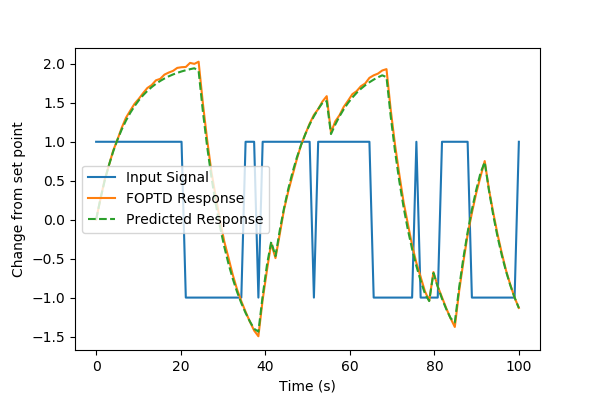 2.0
1.5
1.0
0.5
0.0
−0.5
−1.0
−1.5
Change from set point
Input Signal
FOPTD Response
Predicted Response
0 20 40 60 80 100
Time (s)